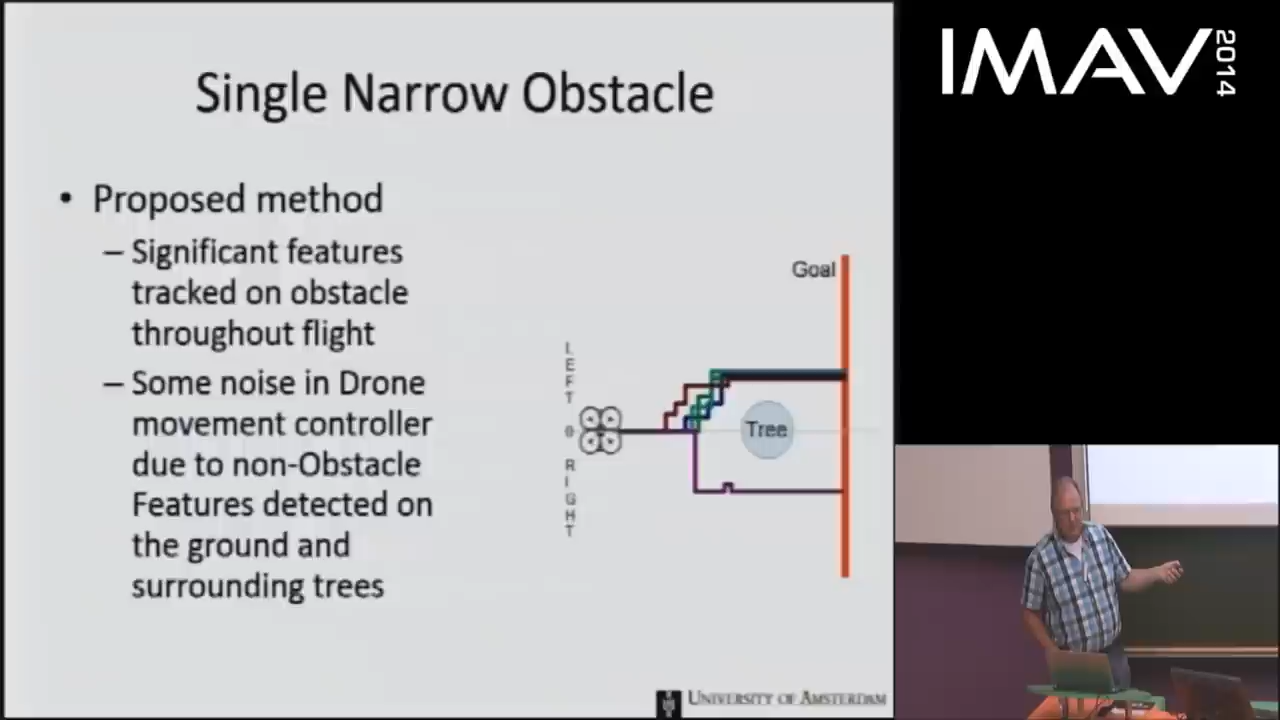 IMAV 2014
Single Narrow Obstacle
• Proposed method
– Significant features
tracked on obstacle
throughout flight
– Some noise in Drone
movement controller
due to non-Obstacle
Features detected on
the ground and
surrounding trees
Goal
LEFT
0
RIGHT
Tree
UNIVERSITY OF AMSTERDAM